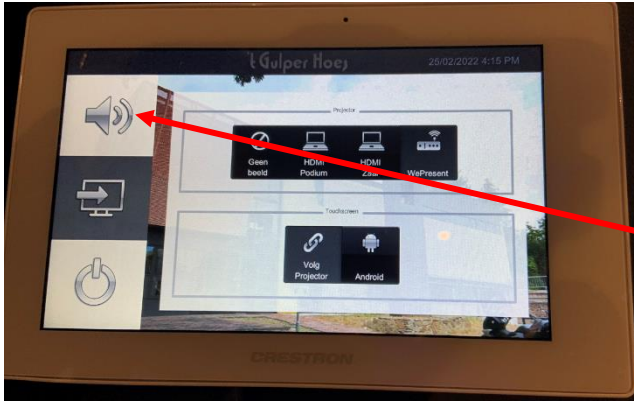 't Gulper Hoes
25/02/2022 4:15 PM
Projector
Geen
beeld
HDMI
Podium
HDMI
Zaal
WePresent
Touchscreen
Volg
Projector
Android
CRESTRON